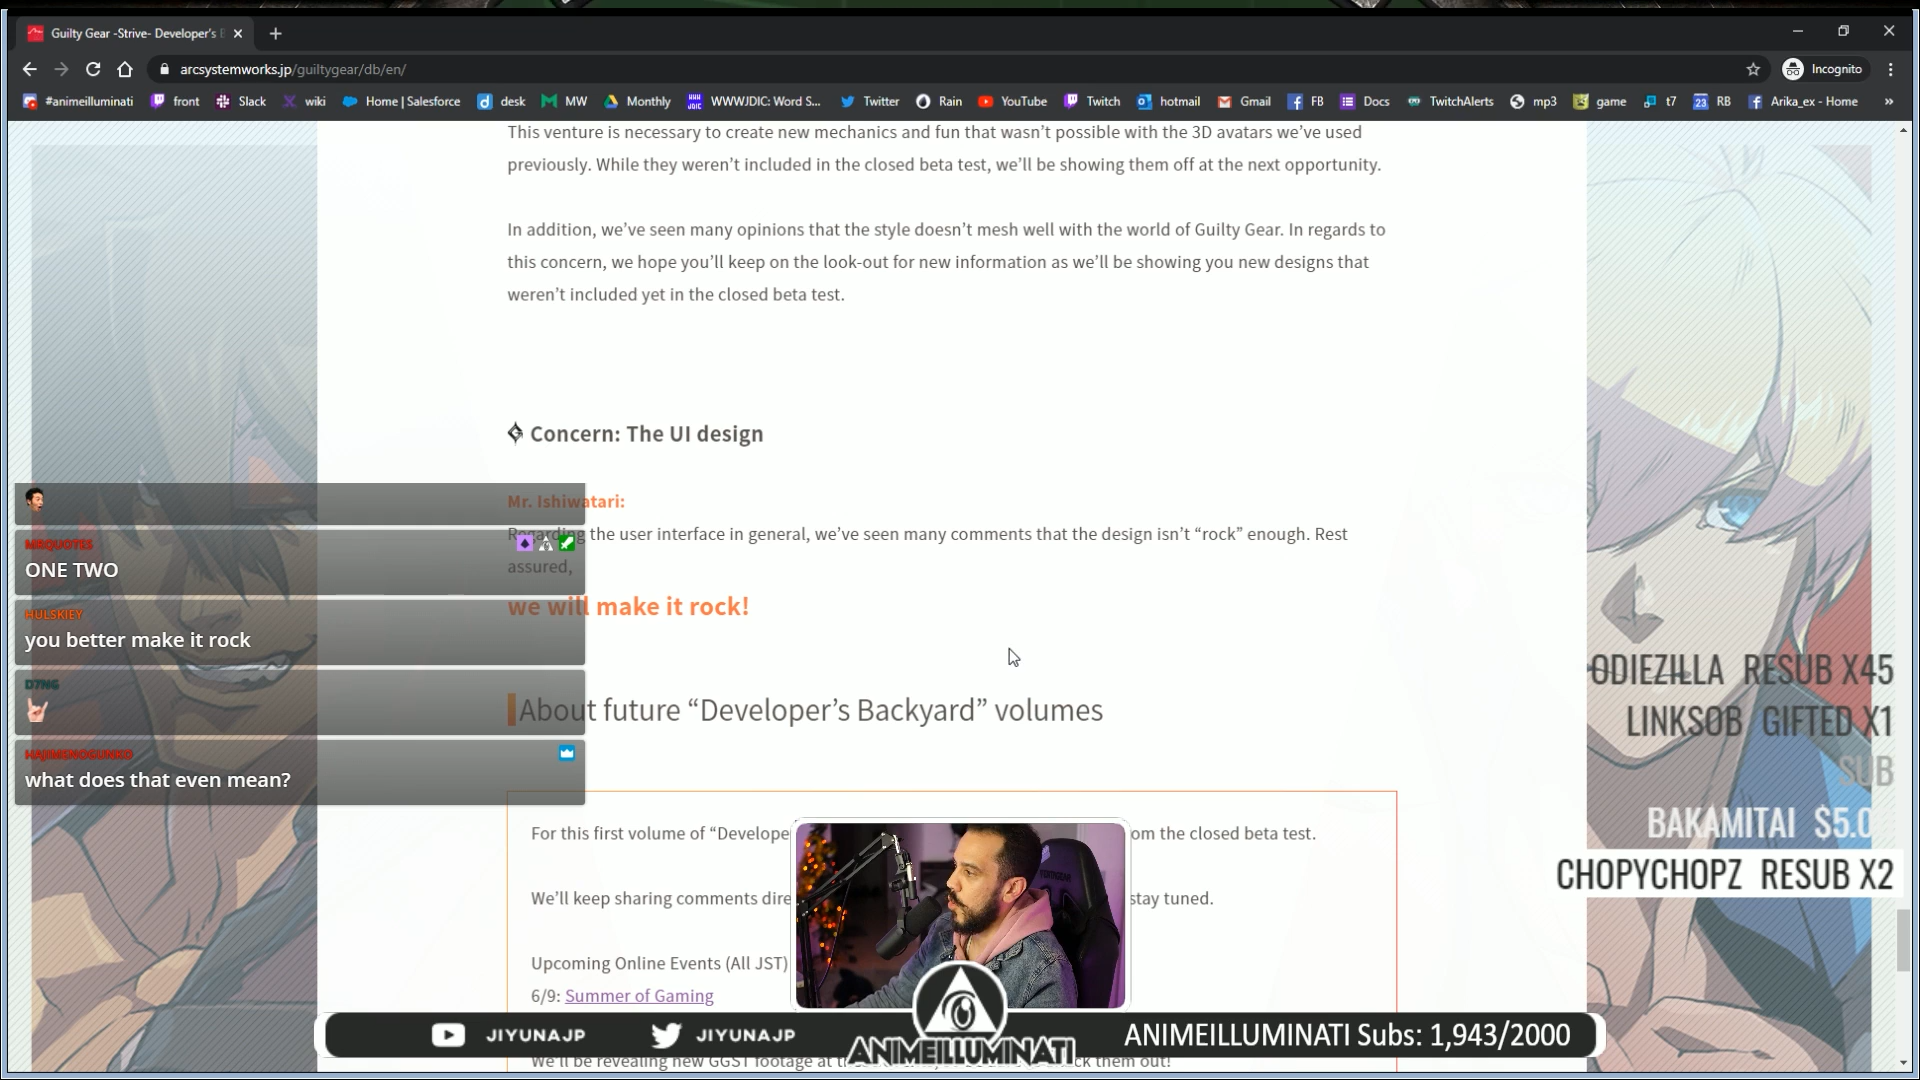 Guilty Gear -Strive- Developer's
arcsystemworks.jp/guiltygear/db/en/
Incognito
#animeilluminati front Slack wiki Home | Salesforce desk MW Monthly WWWJDIC: Word S... Twitter Rain YouTube Twitch hotmail Gmail FB Docs TwitchAlerts mp3 game t7 RB Arika_ex - Home »
This venture is necessary to create new mechanics and fun that wasn't possible with the 3D avatars we've used
previously. While they weren't included in the closed beta test, we'll be showing them off at the next opportunity.
In addition, we've seen many opinions that the style doesn't mesh well with the world of Guilty Gear. In regards to
this concern, we hope you'll keep on the look-out for new information as we'll be showing you new designs that
weren't included yet in the closed beta test.
Concern: The UI design
Mr. Ishiwatari:
Regarding the user interface in general, we've seen many comments that the design isn't “rock” enough. Rest
assured,
we will make it rock!
About future “Developer's Backyard” volumes
For this first volume of “Develope
om the closed beta test.
We'll keep sharing comments dire
stay tuned.
Upcoming Online Events (All JST)
6/9: Summer of Gaming
We'll be revealing new GGST footage at
ck them out!
MRQUOTES
ONE TWO
HULSKIEY
you better make it rock
D7NG
HAJIMENOGUNKO
what does that even mean?
ODIEZILLA RESUB X45
LINKSOB GIFTED X1
SUB
BAKAMITAI $5.0
CHOPYCHOPZ RESUB X2
JIYUNAJP JIYUNAJP ANIMEILLUMINATI ANIMEILLUMINATI Subs: 1,943/2000